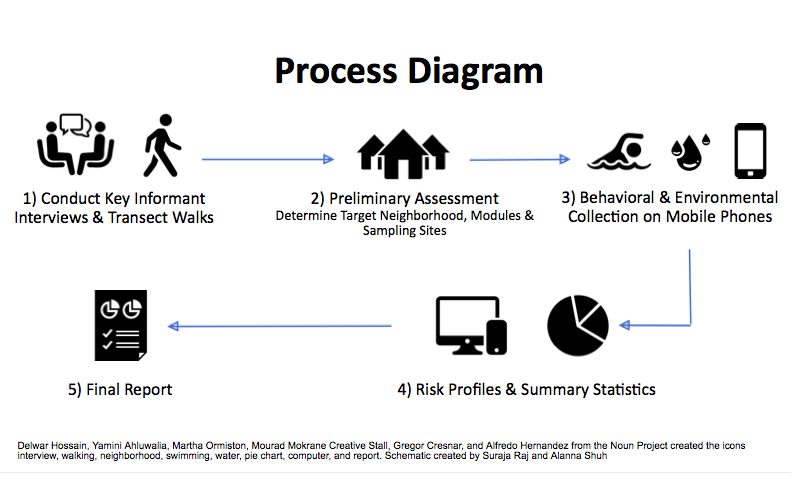 Process Diagram
1) Conduct Key Informant
Interviews & Transect Walks
2) Preliminary Assessment
Determine Target Neighborhood, Modules &
Sampling Sites
3) Behavioral & Environmental
Collection on Mobile Phones
5) Final Report
4) Risk Profiles & Summary Statistics
Delwar Hossain, Yamini Ahluwalia, Martha Ormiston, Mourad Mokrane Creative Stall, Gregor Cresnar, and Alfredo Hernandez from the Noun Project created the icons
interview, walking, neighborhood, swimming, water, pie chart, computer, and report. Schematic created by Suraja Raj and Alanna Shuh